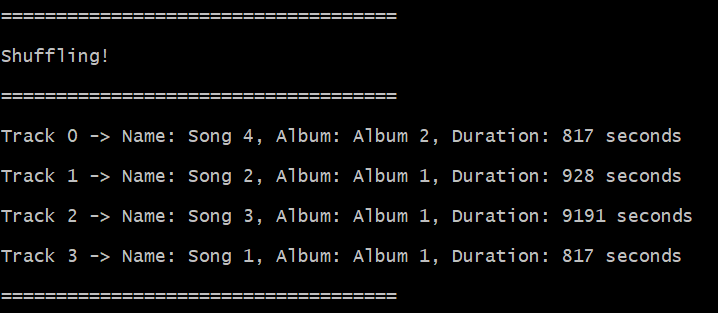 ====================================
Shuffling!
====================================
Track 0 -> Name: Song 4, Album: Album 2, Duration: 817 seconds
Track 1 -> Name: Song 2, Album: Album 1, Duration: 928 seconds
Track 2 -> Name: Song 3, Album: Album 1, Duration: 9191 seconds
Track 3 -> Name: Song 1, Album: Album 1, Duration: 817 seconds
====================================